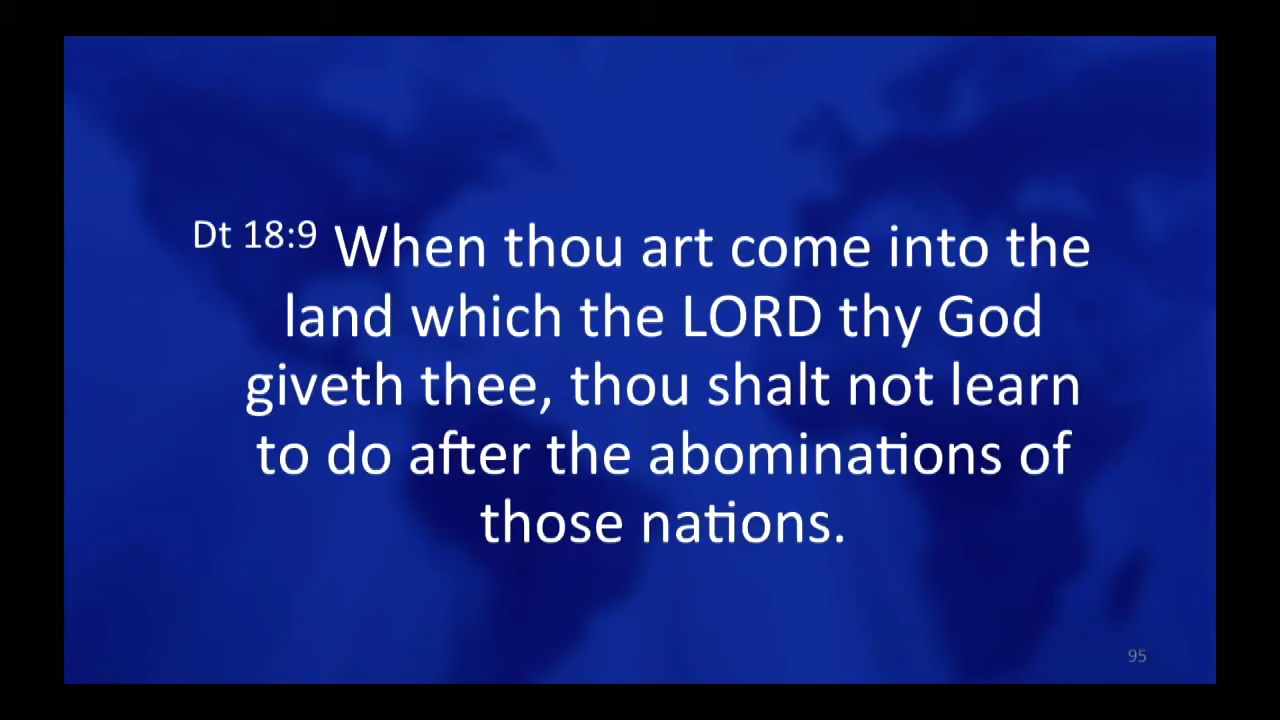 Dt 18:9 When thou art come into the
land which the LORD thy God
giveth thee, thou shalt not learn
to do after the abominations of
those nations.
95